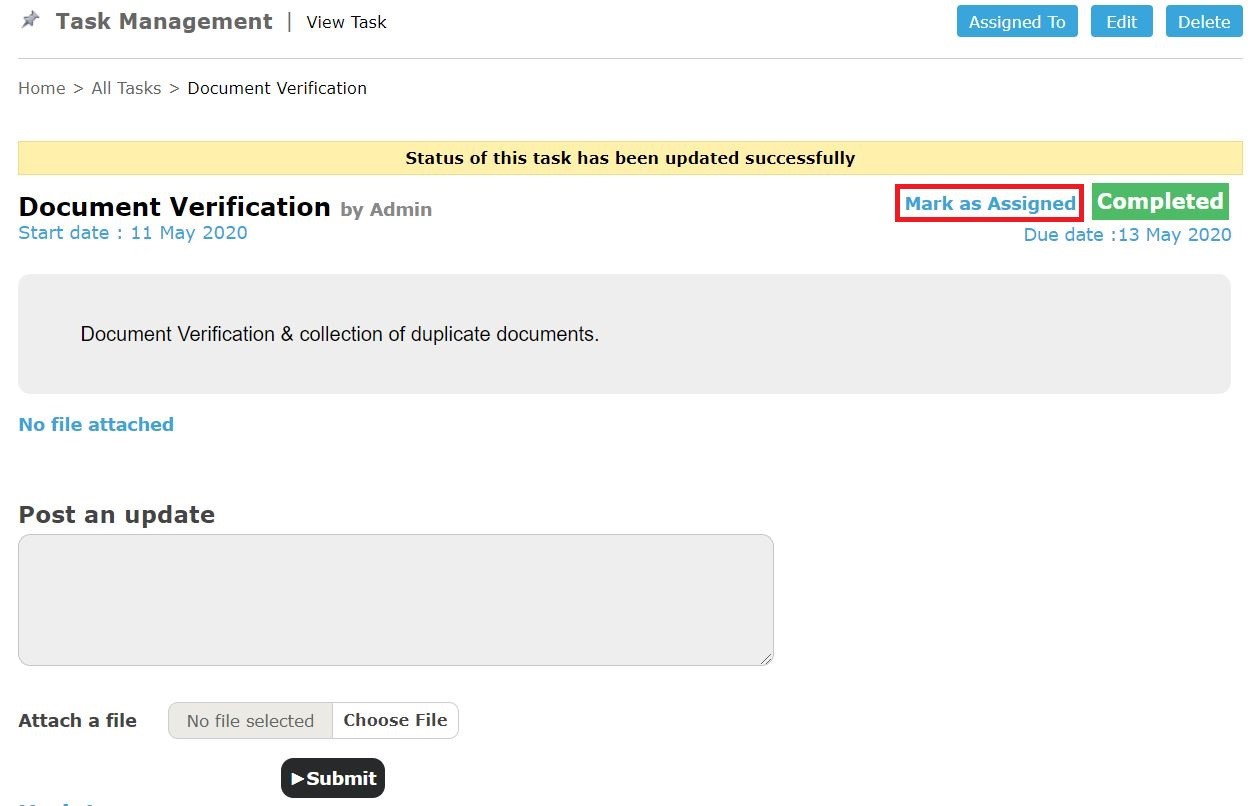 Task Management | View Task
Assigned To Edit Delete
Home > All Tasks > Document Verification
Status of this task has been updated successfully
Document Verification by Admin
Mark as Assigned Completed
Start date : 11 May 2020
Due date :13 May 2020
Document Verification & collection of duplicate documents.
No file attached
Post an update
Attach a file No file selected Choose File
►Submit